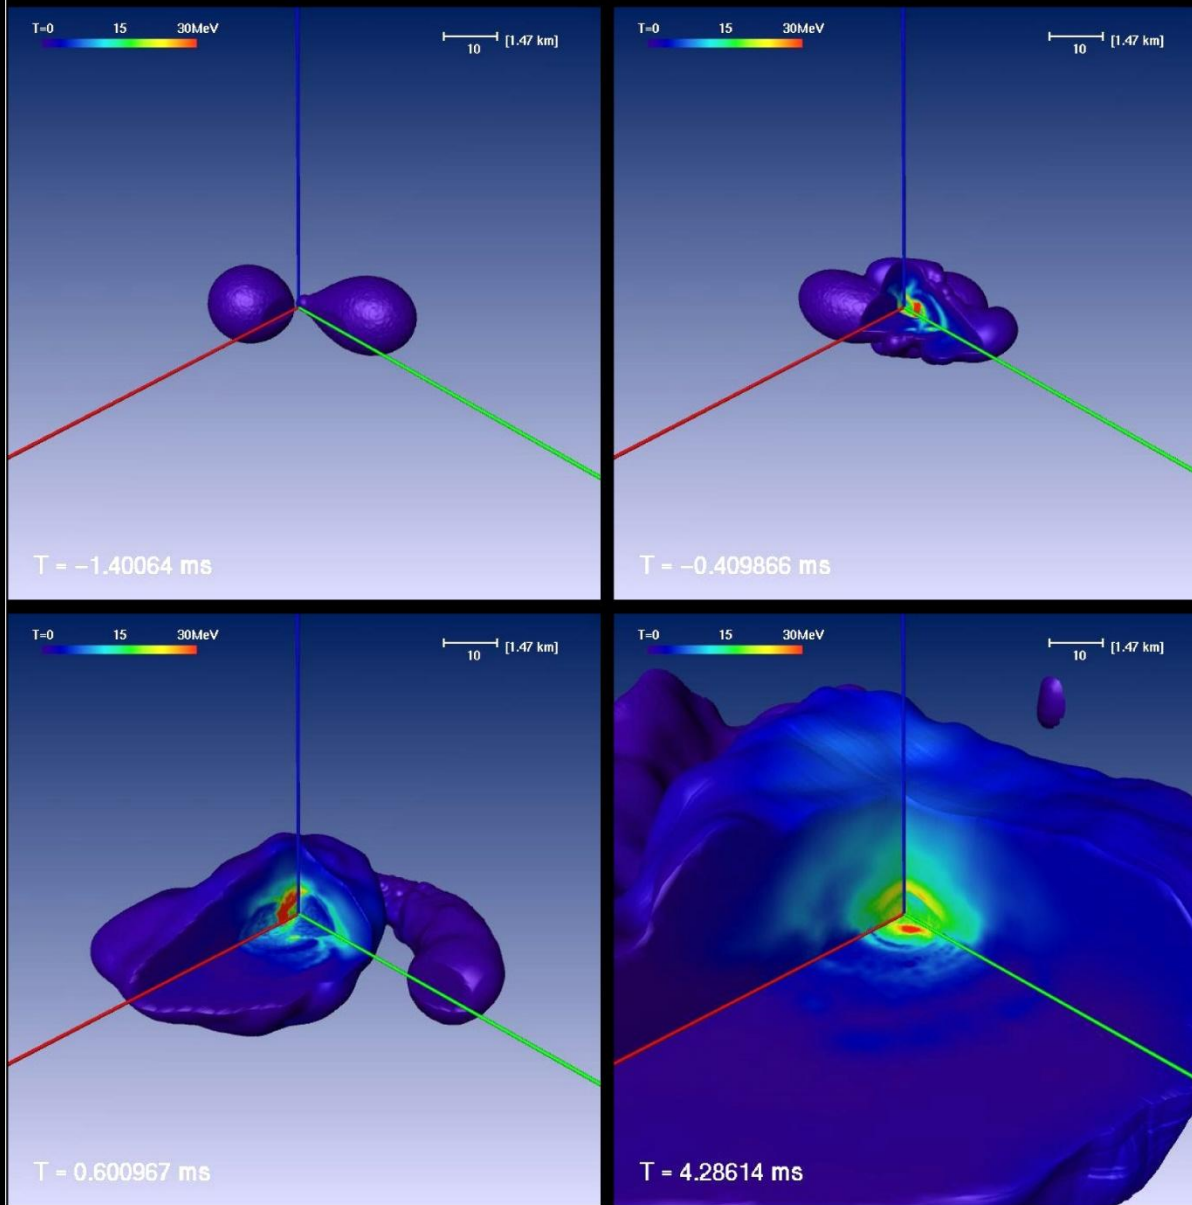 T=0 15 30MeV
10 [1.47 km]
T = −1.40064 ms
T=0 15 30MeV
10 [1.47 km]
T = −0.409866 ms
T=0 15 30MeV
10 [1.47 km]
T = 0.600967 ms
T=0 15 30MeV
10 [1.47 km]
T = 4.28614 ms